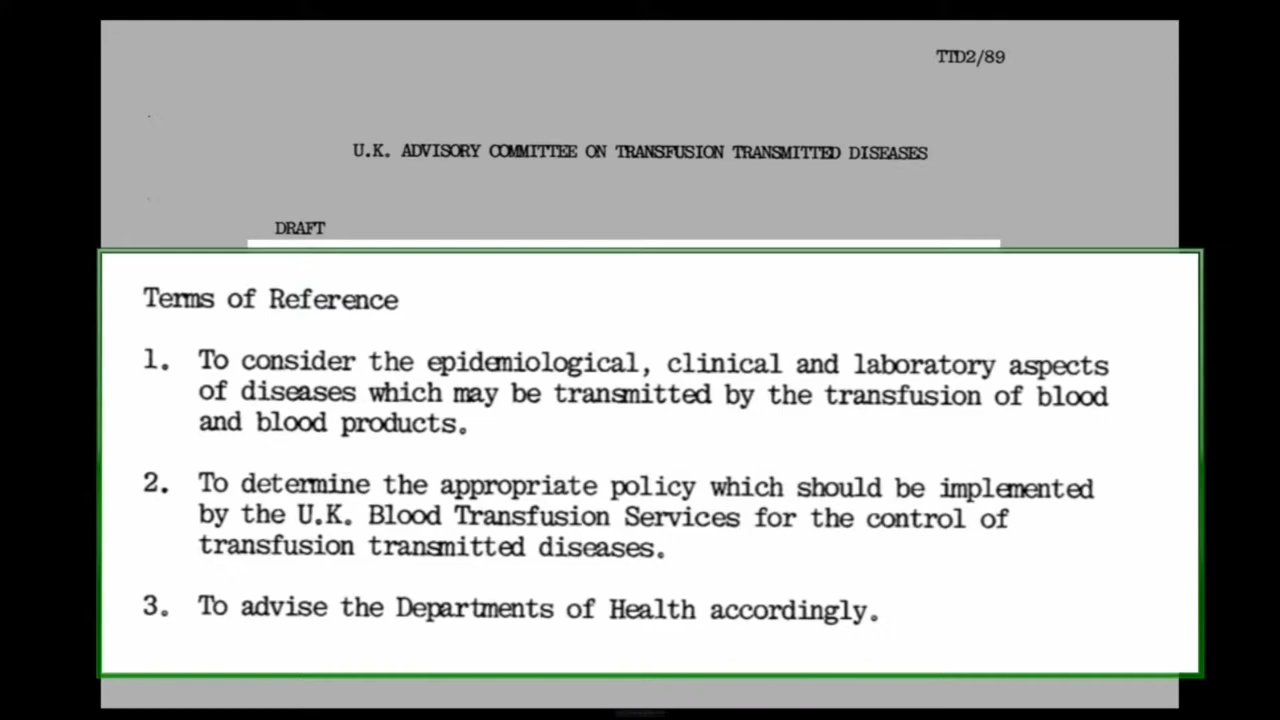 TTD2/89
U.K. ADVISORY COMMITTEE ON TRANSFUSION TRANSMITTED DISEASES
DRAFT
Terms of Reference
1. To consider the epidemiological, clinical and laboratory aspects
of diseases which may be transmitted by the transfusion of blood
and blood products.
2. To determine the appropriate policy which should be implemented
by the U.K. Blood Transfusion Services for the control of
transfusion transmitted diseases.
3. To advise the Departments of Health accordingly.